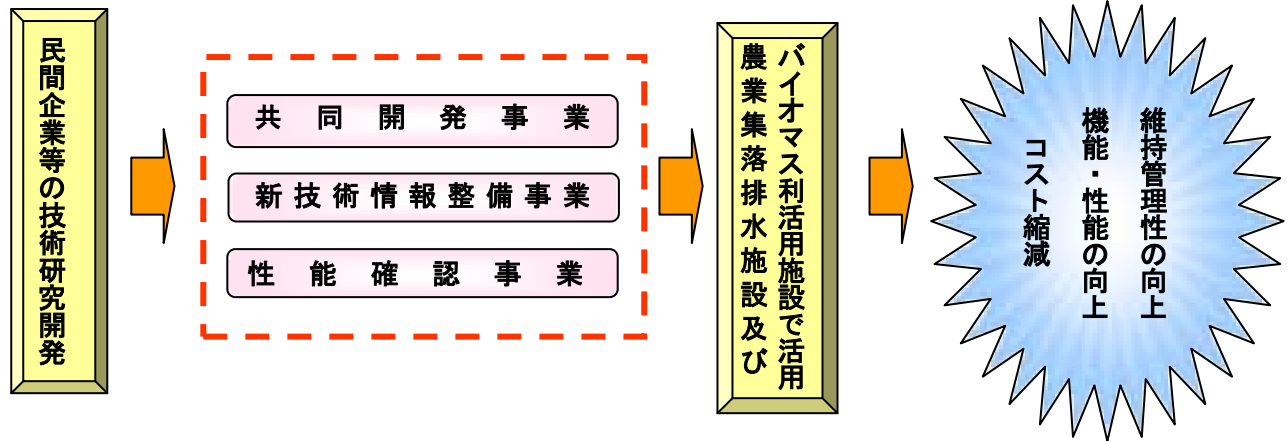 民間企業等の技術研究開発
共同開発事業
新技術情報整備事業
性能確認事業
農業集落排水施設及び
バイオマス利活用施設で活用
維持管理性の向上
機能・性能の向上
コスト縮減